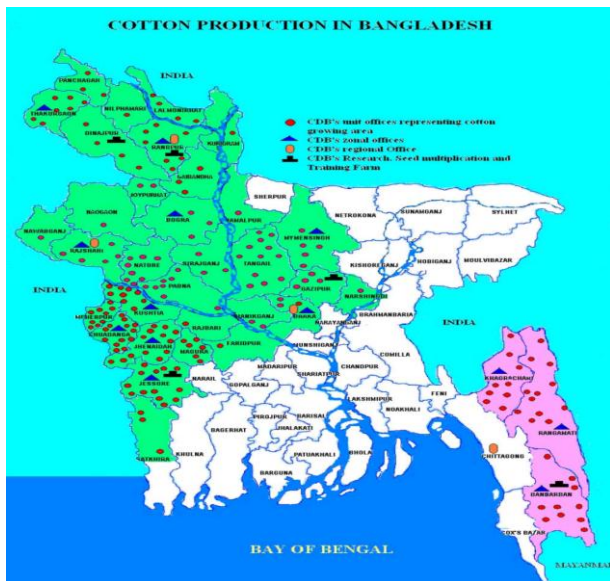 COTTON PRODUCTION IN BANGLADESH
INDIA
PANCHAGAR
THAKURGAON
NILPHAMARI
LALMONIRHAT
DINAJPUR
RANGPUR
KURIGRAM
GAIBANDHA
CDB's unit offices representing cotton
growing area
CDB's zonal offices
CDB's regional Office
CDB's Research, Seed multiplication and
Training Farm
JOYPURHAT
SHERPUR
NAOGAON
BOGRA
JAMALPUR
NETROKONA
SUNAMGANJ
SYLHET
MYMENSINGH
NAWABGANJ
RAJSHAHI
NATORE
SIRAJGANJ
TANGAIL
KISHOREGANJ
HOBIGANJ
MOULVIBAZAR
INDIA
PABNA
GAZIPUR
NARSHINGDI
KUSHTIA
MEHERPUR
CHUADANGA
MANIKGANJ
DHAKA
BRAHMANBARIA
INDIA
RAJBARI
NARAYANGANJ
JHENAIDAH
MAGURA
FARIDPUR
MUNSHIGANJ
COMILLA
MADARIPUR
SHARIATPUR
CHANDPUR
JESSORE
NARAIL
GOPALGANJ
KHAGRACHARI
LAKSHMIPUR
FENI
NOAKHALI
PIROJPUR
BARISAL
JHALAKATI
BAGERHAT
RANGAMATI
SATKHIRA
KHULNA
PATUAKHALI
BHOLA
CHITTAGONG
BARGUNA
BANDARBAN
COX'S BAZAR
BAY OF BENGAL
MAYANMAR